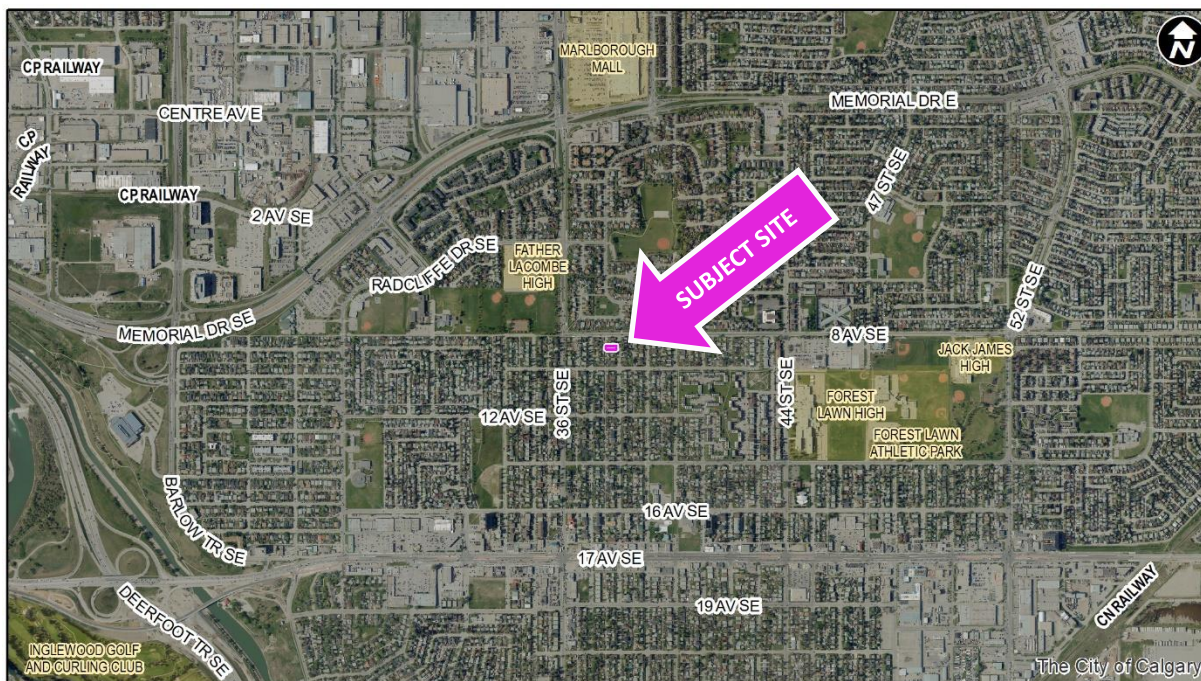 MARLBOROUGH
MALL
CP RAILWAY
MEMORIAL DR E
CENTRE AV E
CP
RAILWAY
47 ST SE
CP RAILWAY
2 AV SE
SUBJECT SITE
FATHER
LACOMBE
HIGH
RADCLIFFE DR SE
52 ST SE
MEMORIAL DR SE
8 AV SE
JACK JAMES
HIGH
36 ST SE
44 ST SE
FOREST
LAWN HIGH
12 AV SE
FOREST LAWN
ATHLETIC PARK
BARLOW TR SE
16 AV SE
17 AV SE
DEERFOOT TR SE
19 AV SE
CN RAILWAY
INGLEWOOD GOLF
AND CURLING CLUB
The City of Calgary
N